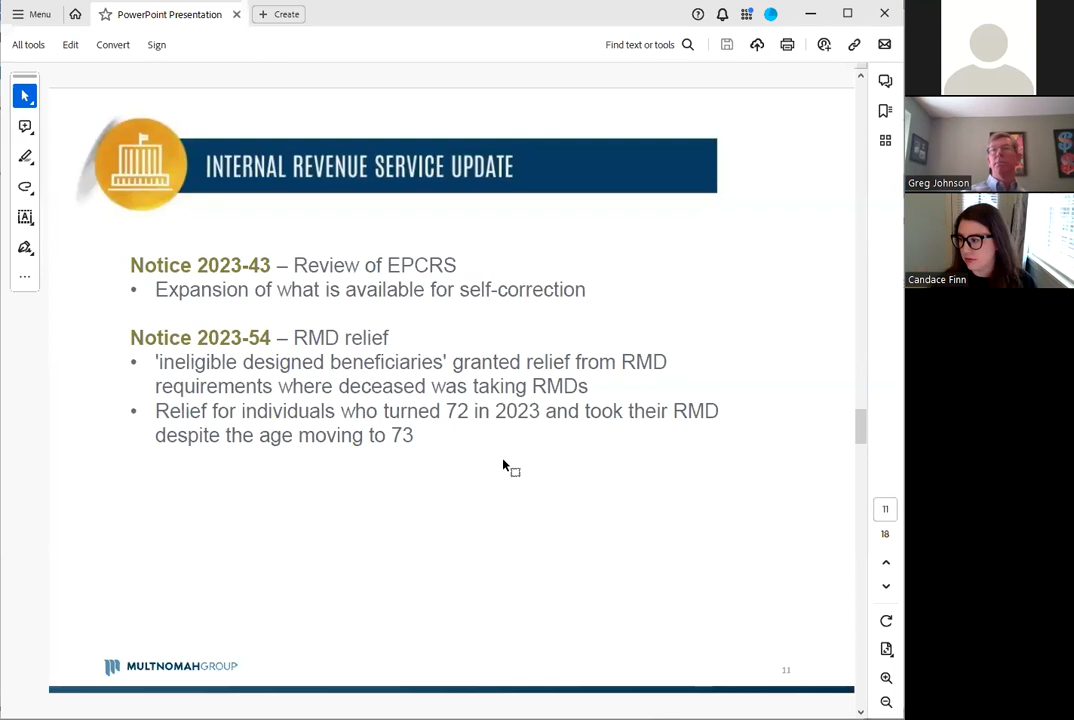 Menu
PowerPoint Presentation
Create
All tools
Edit
Convert
Sign
Find text or tools
INTERNAL REVENUE SERVICE UPDATE
Notice 2023-43 – Review of EPCRS
• Expansion of what is available for self-correction
Notice 2023-54 – RMD relief
• 'ineligible designed beneficiaries' granted relief from RMD
requirements where deceased was taking RMDs
• Relief for individuals who turned 72 in 2023 and took their RMD
despite the age moving to 73
MULTNOMAHGROUP
11
11
18
Greg Johnson
Candace Finn